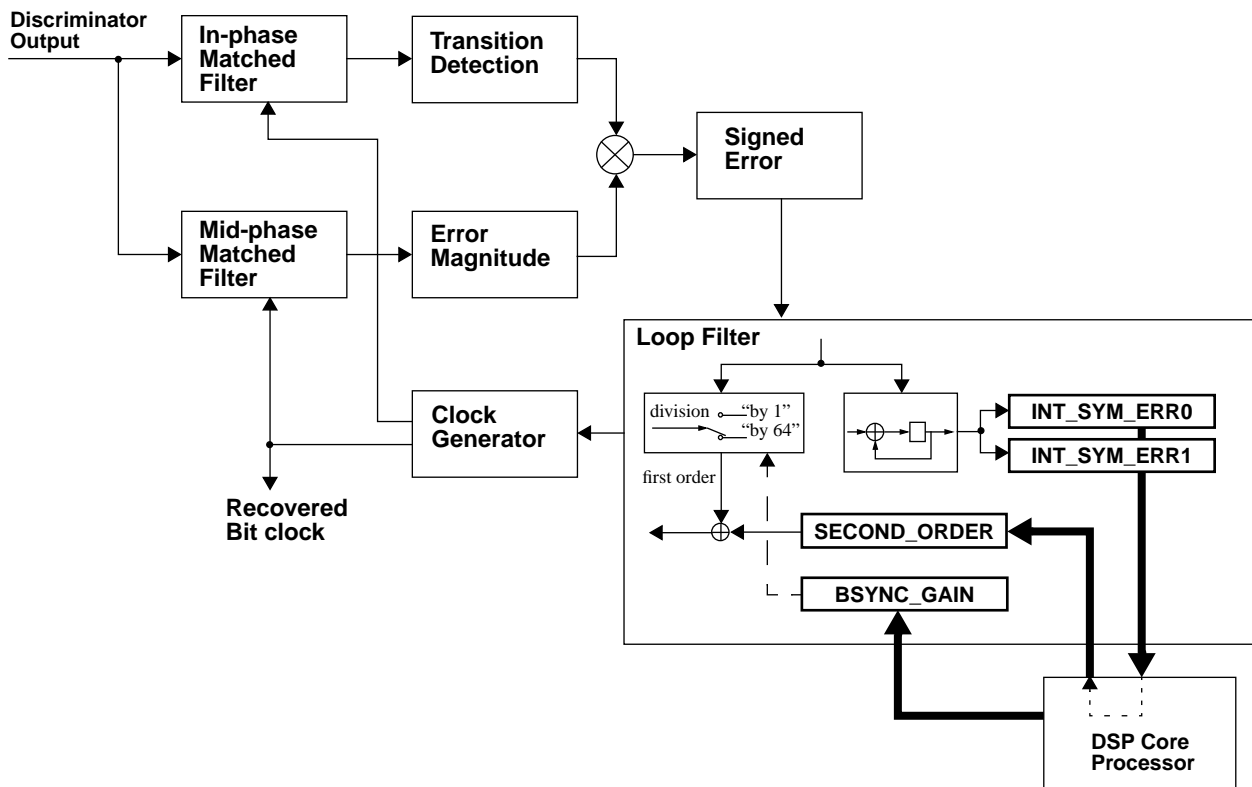 Discriminator
Output
In-phase
Matched
Filter
Transition
Detection
Signed
Error
Mid-phase
Matched
Filter
Error
Magnitude
Loop Filter
Clock
Generator
division
“by 1”
“by 64”
INT_SYM_ERR0
INT_SYM_ERR1
first order
Recovered
Bit clock
SECOND_ORDER
BSYNC_GAIN
DSP Core
Processor